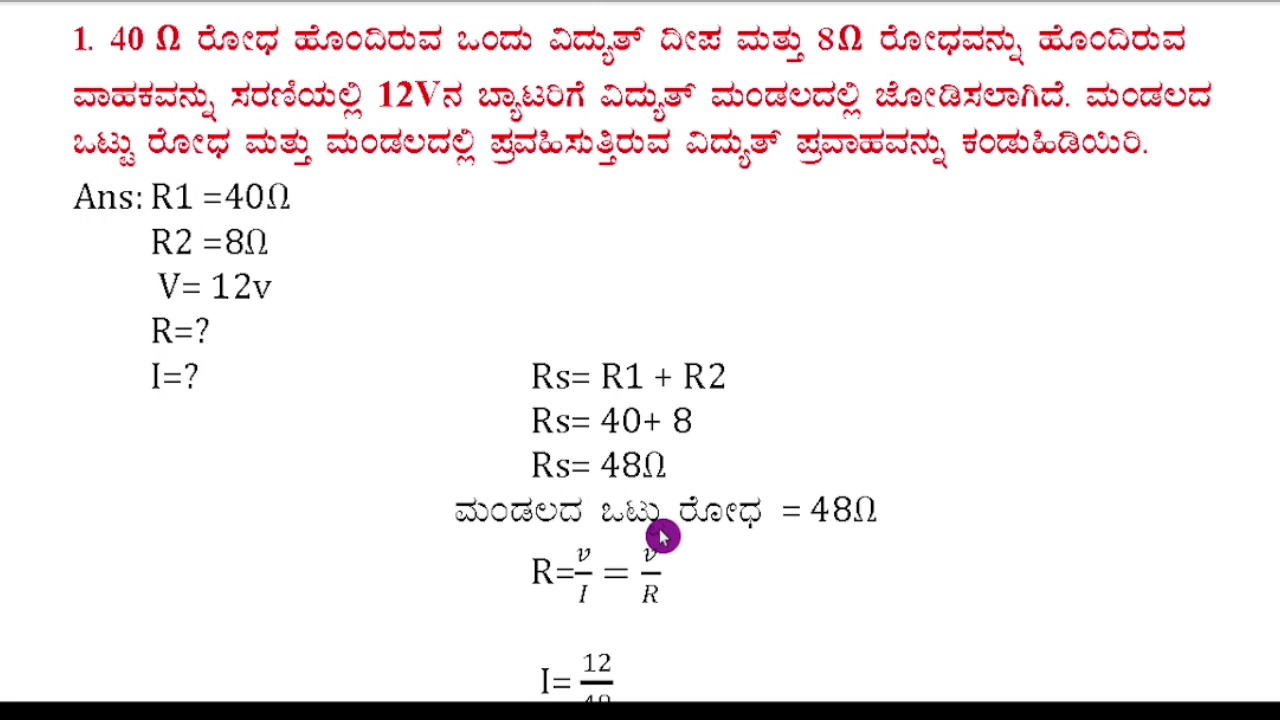 1. 40 Ω ರೋಧ ಹೊಂದಿರುವ ಒಂದು ವಿದ್ಯುತ್ ದೀಪ ಮತ್ತು 8Ω ರೋಧವನ್ನು ಹೊಂದಿರುವ
ವಾಹಕವನ್ನು ಸರಣಿಯಲ್ಲಿ 12Vನ ಬ್ಯಾಟರಿಗೆ ವಿದ್ಯುತ್ ಮಂಡಲದಲ್ಲಿ ಜೋಡಿಸಲಾಗಿದೆ. ಮಂಡಲದ
ಒಟ್ಟು ರೋಧ ಮತ್ತು ಮಂಡಲದಲ್ಲಿ ಪ್ರವಹಿಸುತ್ತಿರುವ ವಿದ್ಯುತ್ ಪ್ರವಾಹವನ್ನು ಕಂಡುಹಿಡಿಯಿರಿ.
Ans: R1 =40Ω
R2 =8Ω
V= 12v
R=?
I=?
Rs= R1 + R2
Rs= 40+ 8
Rs= 48Ω
ಮಂಡಲದ ಒಟ್ಟು ರೋಧ = 48Ω
R=v/I = v/R
I= 12